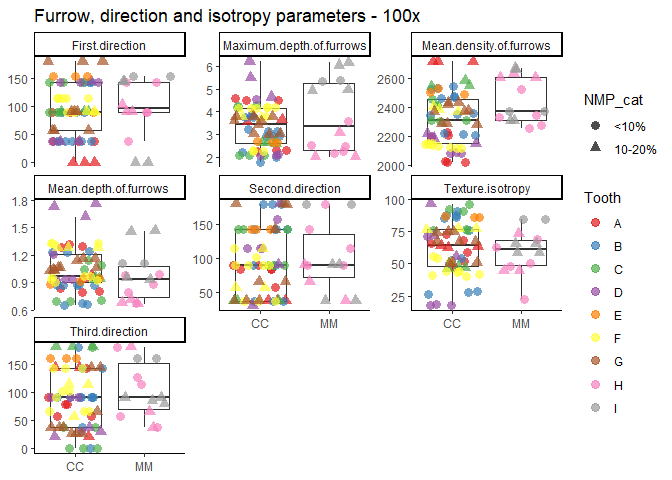 Furrow, direction and isotropy parameters - 100x
First.direction
Maximum.depth.of.furrows
Mean.density.of.furrows
150
100
50
0
6
5
4
3
2
2600
2400
2200
2000
Mean.depth.of.furrows
Second.direction
Texture.isotropy
1.8
1.5
1.2
0.9
0.6
150
100
50
100
75
50
25
CC
MM
CC
MM
Third.direction
150
100
50
0
CC
MM
NMP_cat
<10%
10-20%
Tooth
A
B
C
D
E
F
G
H
I